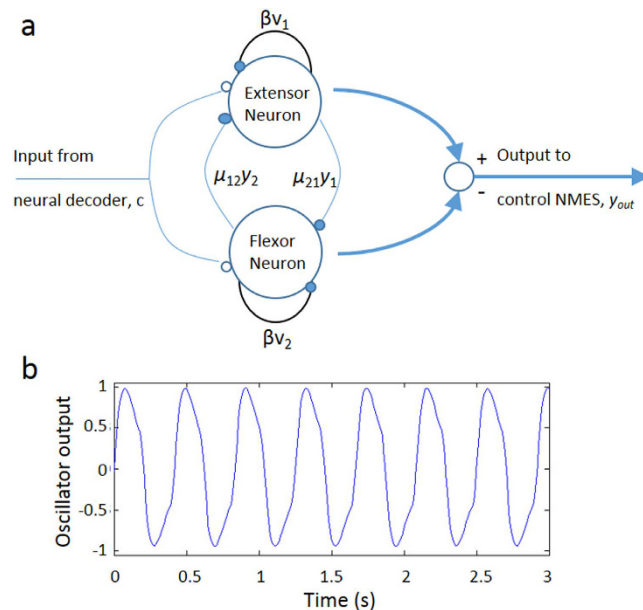 a
βv₁
Extensor
Neuron
Input from
neural decoder, c
μ₁₂y₂
μ₂₁y₁
+ Output to
- control NMES, yₒᵤₜ
Flexor
Neuron
βv₂
b
Oscillator output
1
0.5
0
-0.5
-1
0 0.5 1 1.5 2 2.5 3
Time (s)